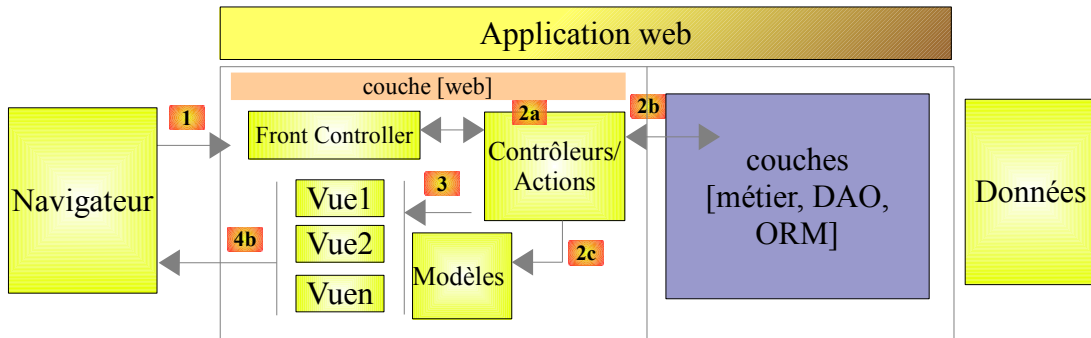 Application web
couche [web]
1
2a
2b
Front Controller
Contrôleurs/
Actions
couches
[métier, DAO,
ORM]
Navigateur
Données
Vue1
3
Vue2
4b
2c
Modèles
Vuen